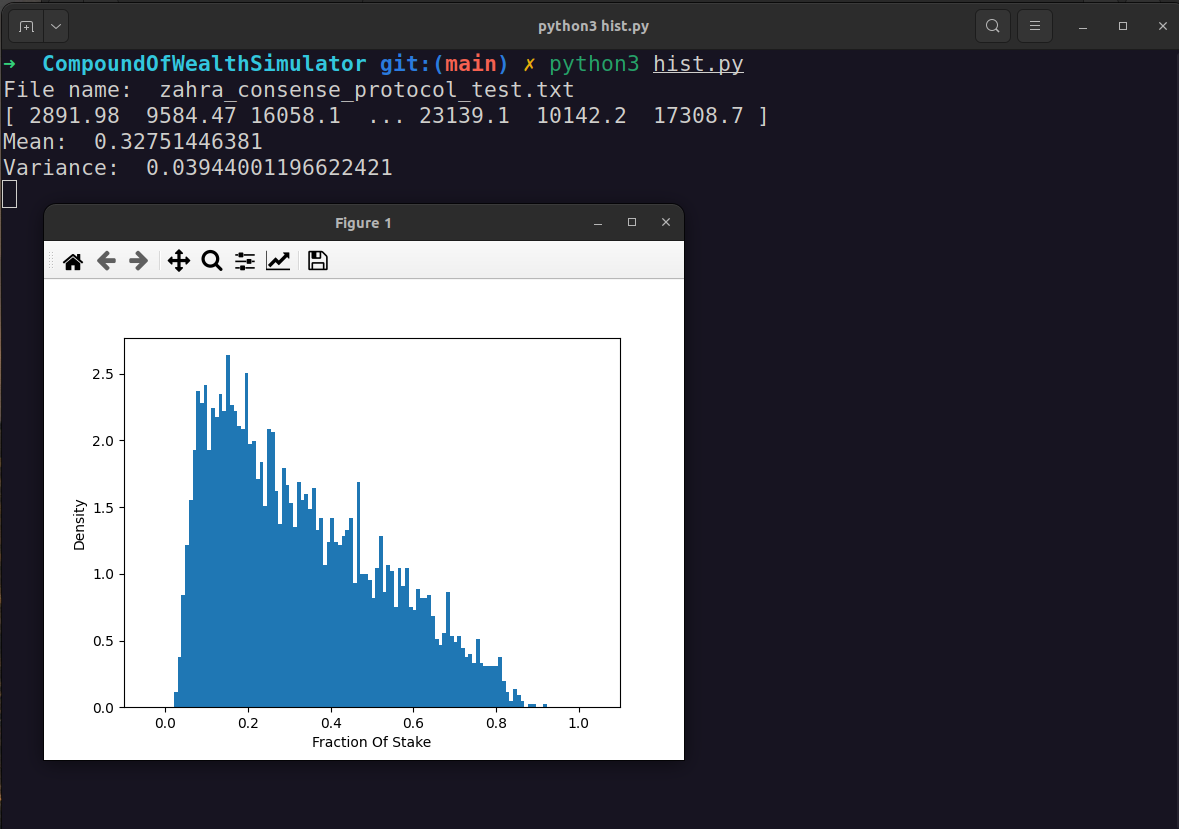 python3 hist.py
➜ CompoundOfWealthSimulator git:(main) ✗ python3 hist.py
File name:  zahra_consense_protocol_test.txt
[ 2891.98  9584.47 16058.1  ... 23139.1  10142.2  17308.7 ]
Mean:  0.32751446381
Variance:  0.03944001196622421
Figure 1
2.5
2.0
1.5
1.0
0.5
0.0
Density
0.0 0.2 0.4 0.6 0.8 1.0
Fraction Of Stake